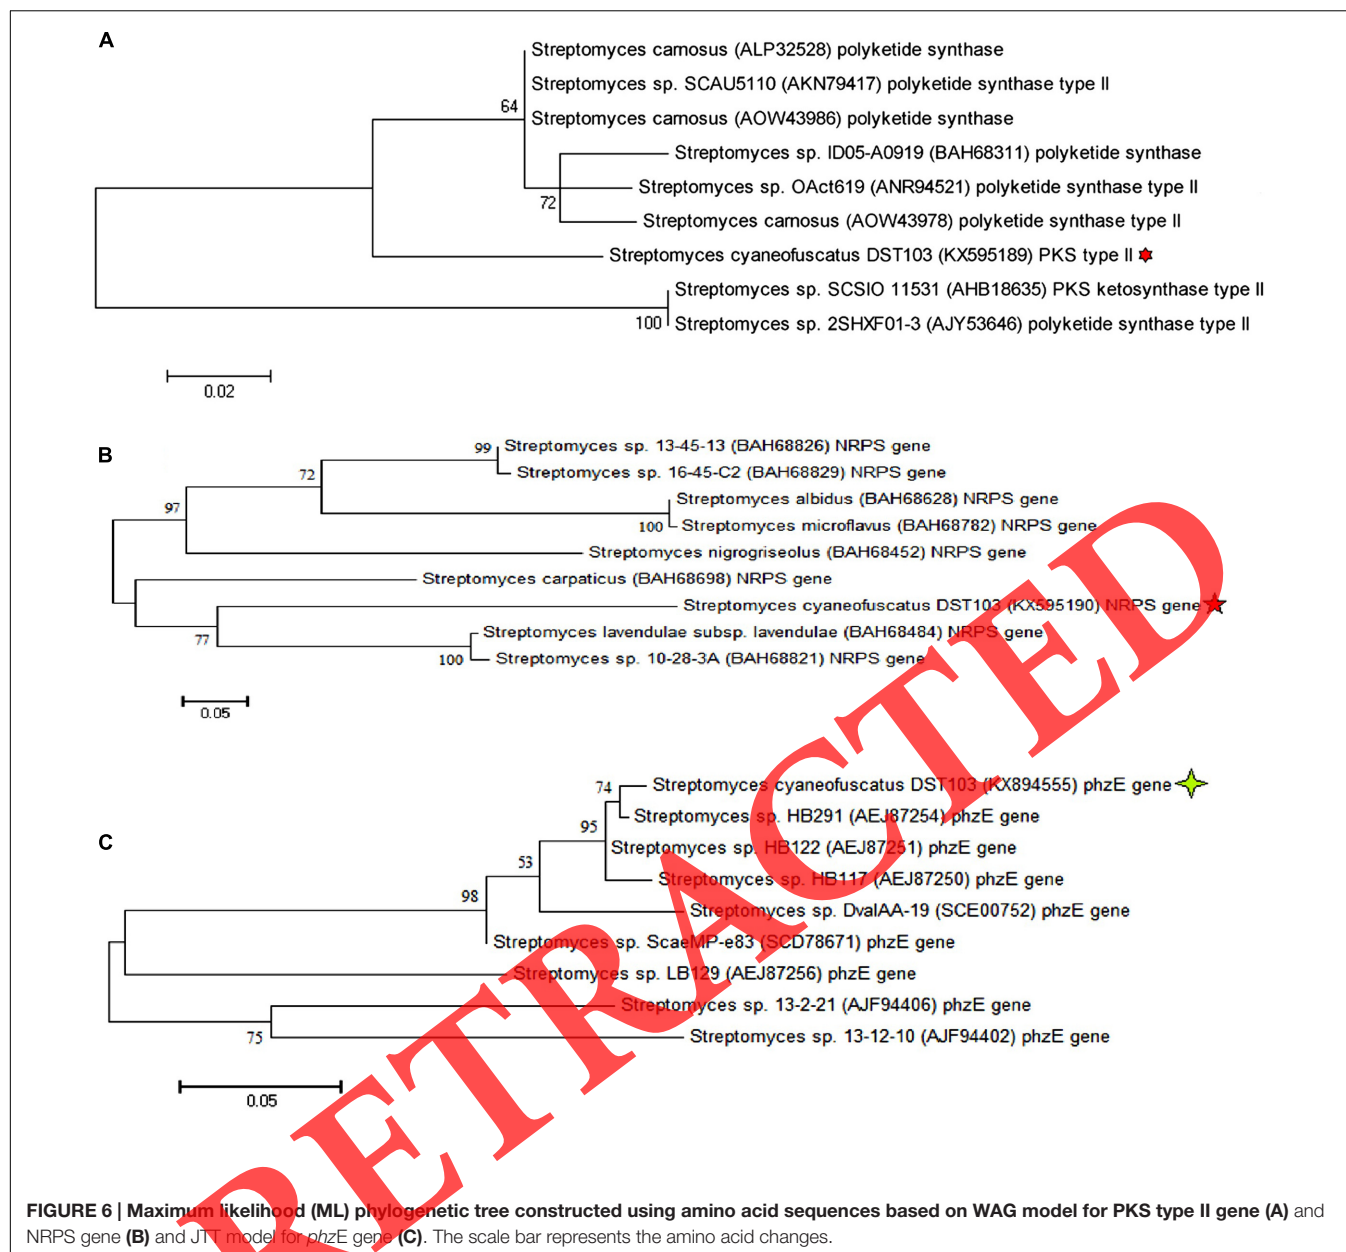 A
Streptomyces camosus (ALP32528) polyketide synthase
Streptomyces sp. SCAU5110 (AKN79417) polyketide synthase type II
64
Streptomyces camosus (AOW43986) polyketide synthase
Streptomyces sp. ID05-A0919 (BAH68311) polyketide synthase
Streptomyces sp. OAct619 (ANR94521) polyketide synthase type II
72
Streptomyces camosus (AOW43978) polyketide synthase type II
Streptomyces cyaneofuscatus DST103 (KX595189) PKS type II
Streptomyces sp. SCSIO 11531 (AHB18635) PKS ketosynthase type II
100
Streptomyces sp. 2SHXF01-3 (AJY53646) polyketide synthase type II
0.02
B
99
Streptomyces sp. 13-45-13 (BAH68826) NRPS gene
72
Streptomyces sp. 16-45-C2 (BAH68829) NRPS gene
97
Streptomyces albidus (BAH68628) NRPS gene
100
Streptomyces microflavus (BAH68782) NRPS gene
Streptomyces nigrogriseolus (BAH68452) NRPS gene
Streptomyces carpaticus (BAH68698) NRPS gene
Streptomyces cyaneofuscatus DST103 (KX595190) NRPS gene
77
Streptomyces lavendulae subsp. lavendulae (BAH68484) NRPS gene
100
Streptomyces sp. 10-28-3A (BAH68821) NRPS gene
0.05
C
74
Streptomyces cyaneofuscatus DST103 (KX894555) phzE gene
Streptomyces sp. HB291 (AEJ87254) phzE gene
95
Streptomyces sp. HB122 (AEJ87251) phzE gene
53
Streptomyces sp. HB117 (AEJ87250) phzE gene
98
Streptomyces sp. DvalAA-19 (SCE00752) phzE gene
Streptomyces sp. ScaeMP-e83 (SCD78671) phzE gene
Streptomyces sp. LB129 (AEJ87256) phzE gene
Streptomyces sp. 13-2-21 (AJF94406) phzE gene
75
Streptomyces sp. 13-12-10 (AJF94402) phzE gene
0.05
RETRACTED
FIGURE 6 | Maximum likelihood (ML) phylogenetic tree constructed using amino acid sequences based on WAG model for PKS type II gene (A) and
NRPS gene (B) and JTT model for phzE gene (C). The scale bar represents the amino acid changes.